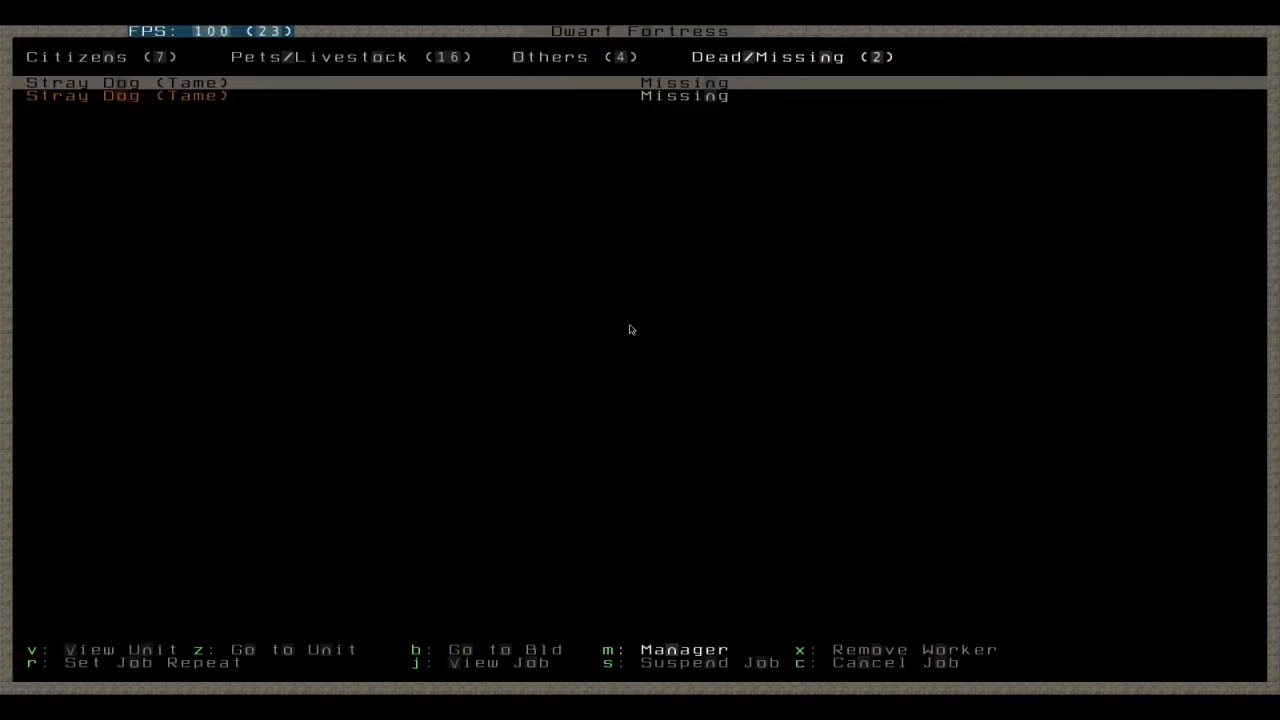 FPS: 100 (23) Dwarf Fortress
Citizens (7) Pets/Livestock (16) Others (4) Dead/Missing (2)
Stray Dog (Tame) Missing
Stray Dog (Tame) Missing
v: View Unit z: Go to Unit b: Go to Bld m: Manager x: Remove Worker
r: Set Job Repeat j: View Job s: Suspend Job c: Cancel Job